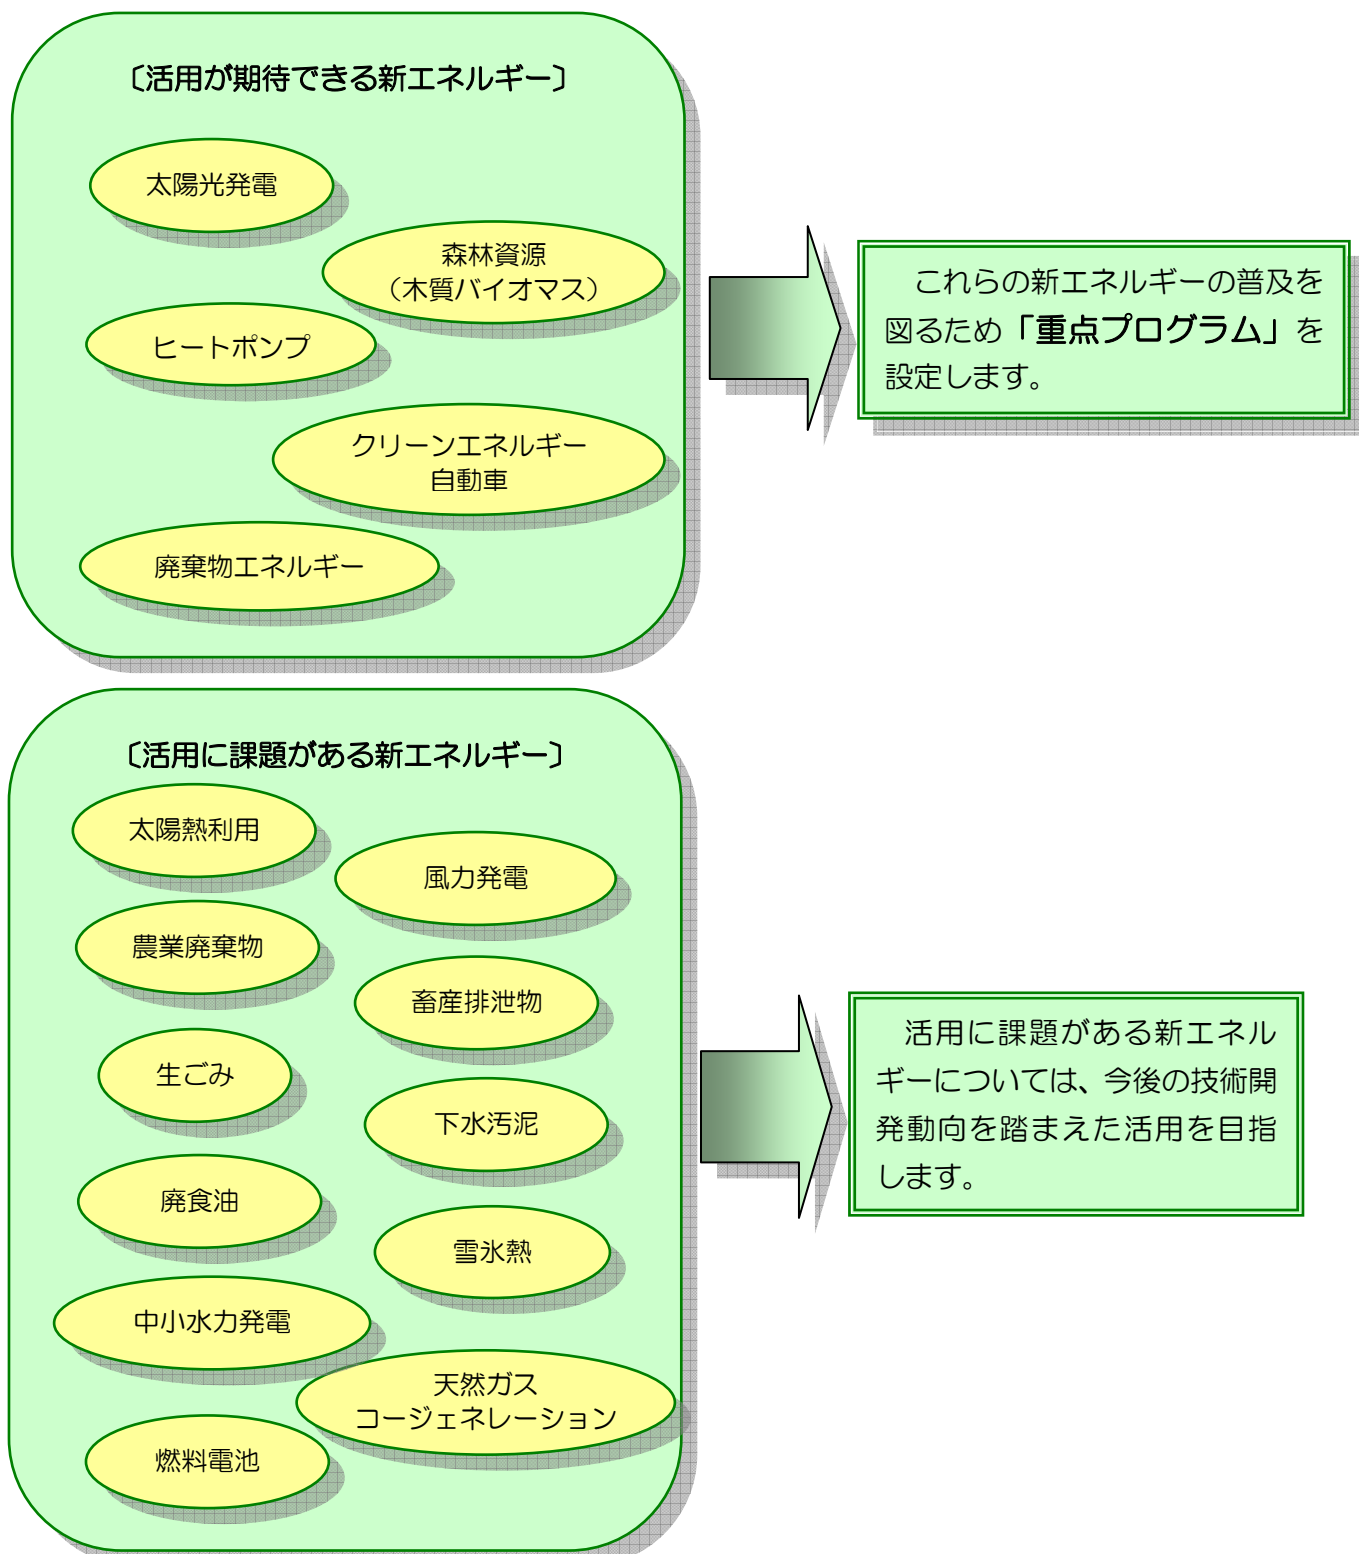 〔活用が期待できる新エネルギー〕
太陽光発電
森林資源
（木質バイオマス）
ヒートポンプ
クリーンエネルギー
自動車
廃棄物エネルギー
これらの新エネルギーの普及を
図るため「重点プログラム」を
設定します。
〔活用に課題がある新エネルギー〕
太陽熱利用
風力発電
農業廃棄物
畜産排泄物
生ごみ
下水汚泥
廃食油
雪氷熱
中小水力発電
天然ガス
コージェネレーション
燃料電池
活用に課題がある新エネル
ギーについては、今後の技術開
発動向を踏まえた活用を目指
します。